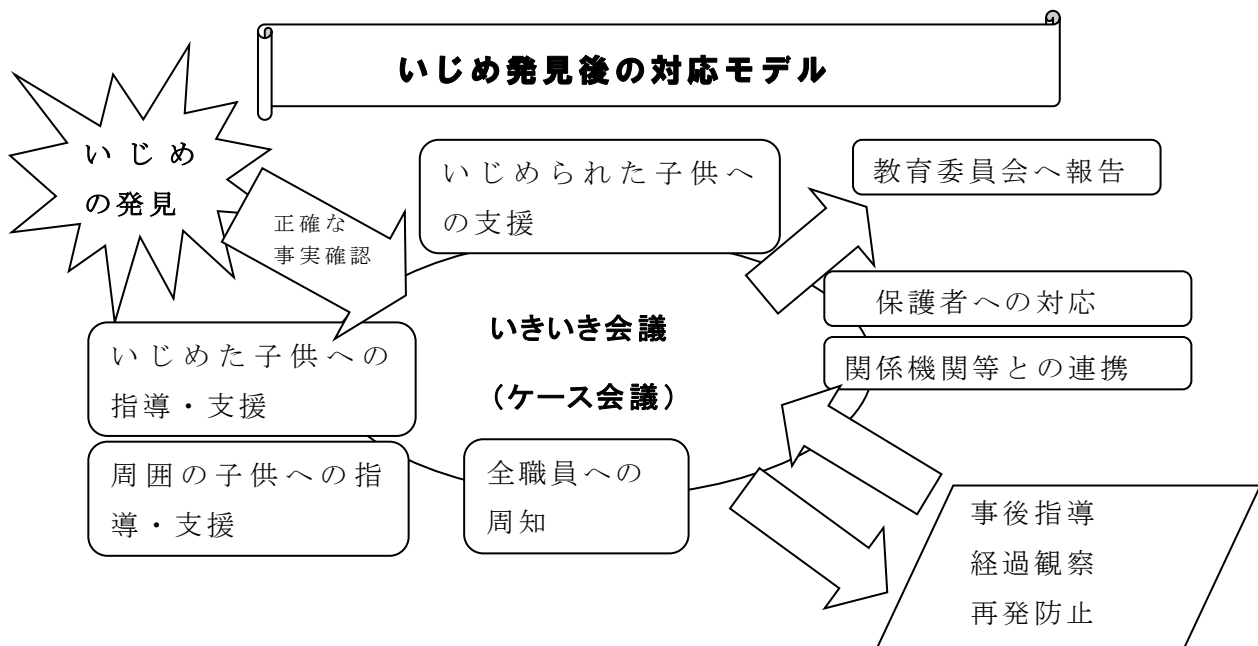 いじめ発見後の対応モデル
いじめ
の発見
正確な
事実確認
いじめられた子供へ
の支援
教育委員会へ報告
保護者への対応
関係機関等との連携
いきいき会議
（ケース会議）
いじめた子供への
指導・支援
周囲の子供への指
導・支援
全職員への
周知
事後指導
経過観察
再発防止